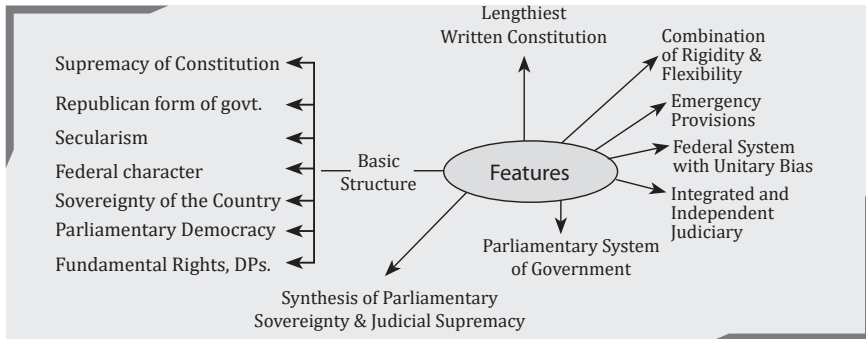 Lengthiest
Written Constitution
Combination
of Rigidity &
Flexibility
Emergency
Provisions
Federal System
with Unitary Bias
Integrated and
Independent
Judiciary
Features
Parliamentary System
of Government
Synthesis of Parliamentary
Sovereignty & Judicial Supremacy
Basic
Structure
Supremacy of Constitution
Republican form of govt.
Secularism
Federal character
Sovereignty of the Country
Parliamentary Democracy
Fundamental Rights, DPs.